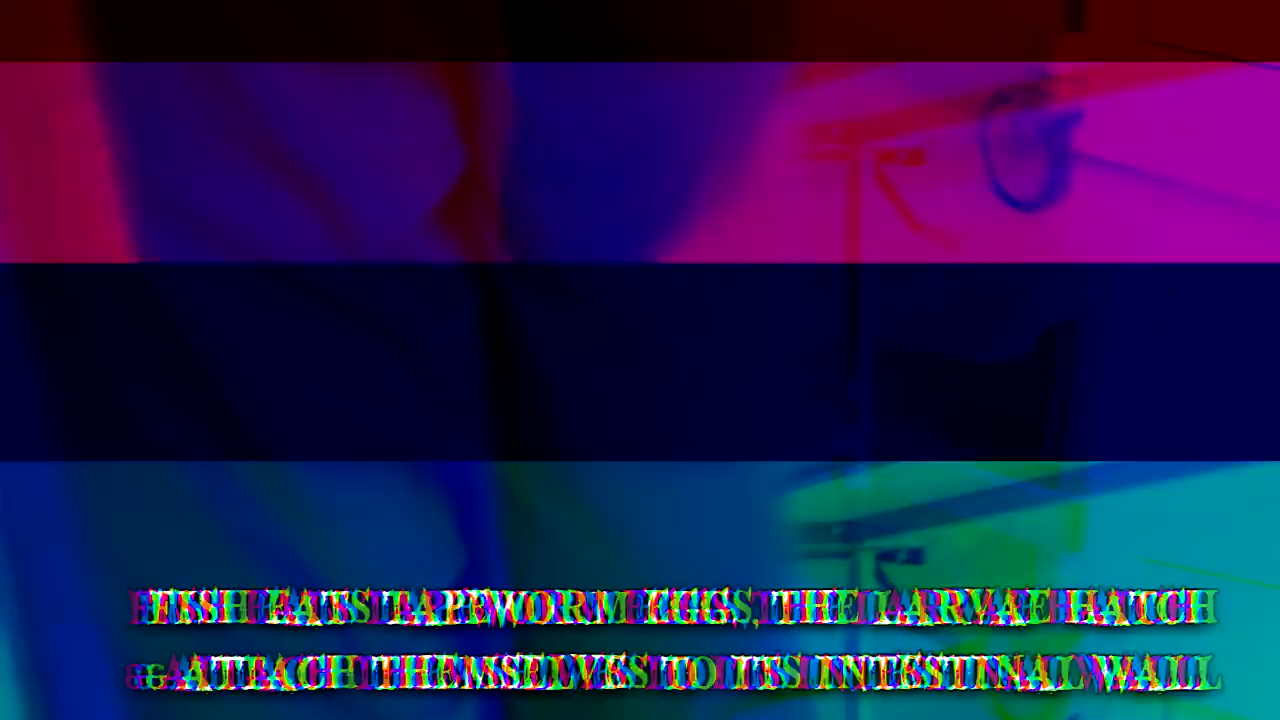 FISH EATS TAPEWORM EGGS, THE LARVAE HATCH
& ATTACH THEMSELVES TO ITS INTESTINAL WALL